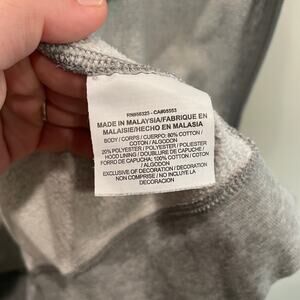 RN#56323 - CA#05553
MADE IN MALAYSIA/FABRIQUE EN
MALAISIE/HECHO EN MALASIA
BODY / CORPS / CUERPO: 80% COTTON /
COTON / ALGODON
20% POLYESTER / POLYESTER / POLIESTER
HOOD LINING / DOUBLURE DE CAPUCHE /
FORRO DE CAPUCHA: 100% COTTON / COTON
/ ALGODON
EXCLUSIVE OF DECORATION / DECORATION
NON COMPRISE / NO INCLUYE LA
DECORACION